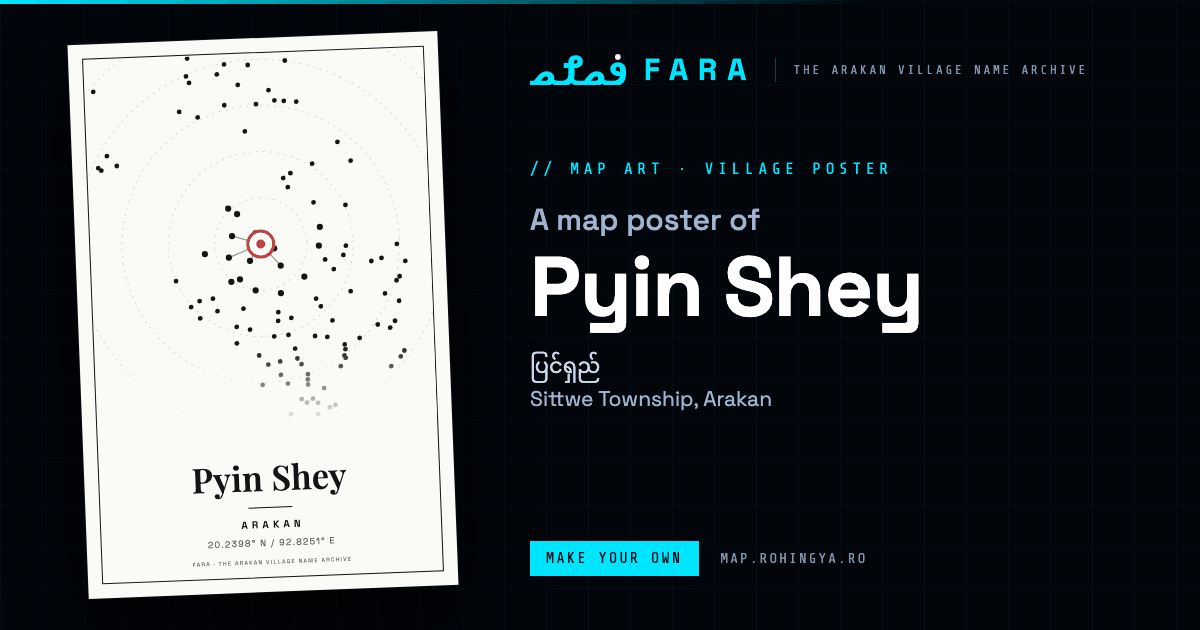 Pyin Shey
ARAKAN
20.2398° N / 92.8251° E
FARA · THE ARAKAN VILLAGE NAME ARCHIVE
FARA
THE ARAKAN VILLAGE NAME ARCHIVE
// MAP ART · VILLAGE POSTER
A map poster of
Pyin Shey
ပြင်ရှည်
Sittwe Township, Arakan
MAKE YOUR OWN
MAP.ROHINGYA.RO